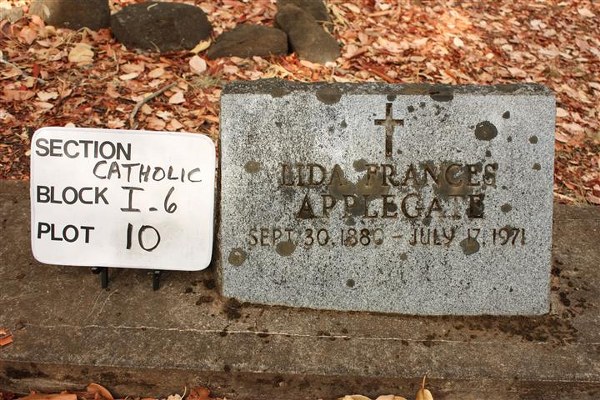 SECTION CATHOLIC
BLOCK I-6
PLOT 10
LIDA FRANCES
APPLEGATE
SEPT. 30. 1880 - JULY 17. 1971